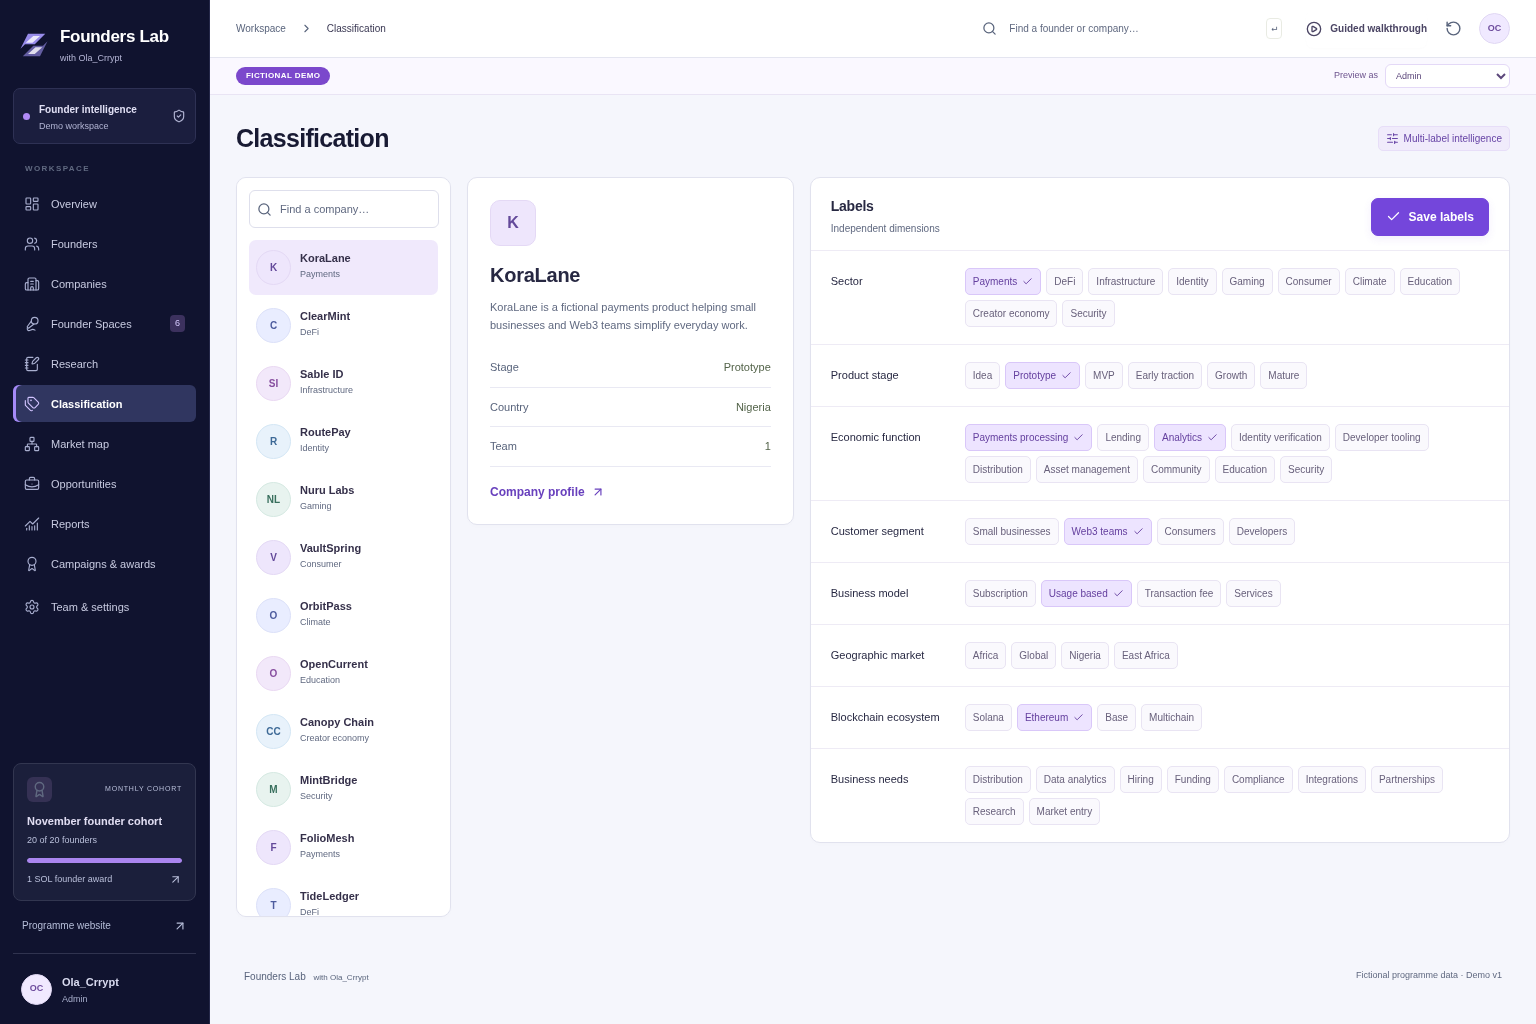 Founders Lab
with Ola_Crrypt
Founder intelligence
Demo workspace
WORKSPACE
Overview
Founders
Companies
Founder Spaces 6
Research
Classification
Market map
Opportunities
Reports
Campaigns & awards
Team & settings
MONTHLY COHORT
November founder cohort
20 of 20 founders
1 SOL founder award
Programme website
OC
Ola_Crrypt
Admin
Workspace Classification
Find a founder or company…
↵
Guided walkthrough
OC
FICTIONAL DEMO
Preview as Admin
Classification
Multi-label intelligence
Find a company…
K
KoraLane
Payments
C
ClearMint
DeFi
SI
Sable ID
Infrastructure
R
RoutePay
Identity
NL
Nuru Labs
Gaming
V
VaultSpring
Consumer
O
OrbitPass
Climate
O
OpenCurrent
Education
CC
Canopy Chain
Creator economy
M
MintBridge
Security
F
FolioMesh
Payments
T
TideLedger
DeFi
K
KoraLane
KoraLane is a fictional payments product helping small
businesses and Web3 teams simplify everyday work.
Stage Prototype
Country Nigeria
Team 1
Company profile
Labels
Independent dimensions
Save labels
Sector Payments DeFi Infrastructure Identity Gaming Consumer Climate Education
Creator economy Security
Product stage Idea Prototype MVP Early traction Growth Mature
Economic function Payments processing Lending Analytics Identity verification Developer tooling
Distribution Asset management Community Education Security
Customer segment Small businesses Web3 teams Consumers Developers
Business model Subscription Usage based Transaction fee Services
Geographic market Africa Global Nigeria East Africa
Blockchain ecosystem Solana Ethereum Base Multichain
Business needs Distribution Data analytics Hiring Funding Compliance Integrations Partnerships
Research Market entry
Founders Lab with Ola_Crrypt
Fictional programme data · Demo v1